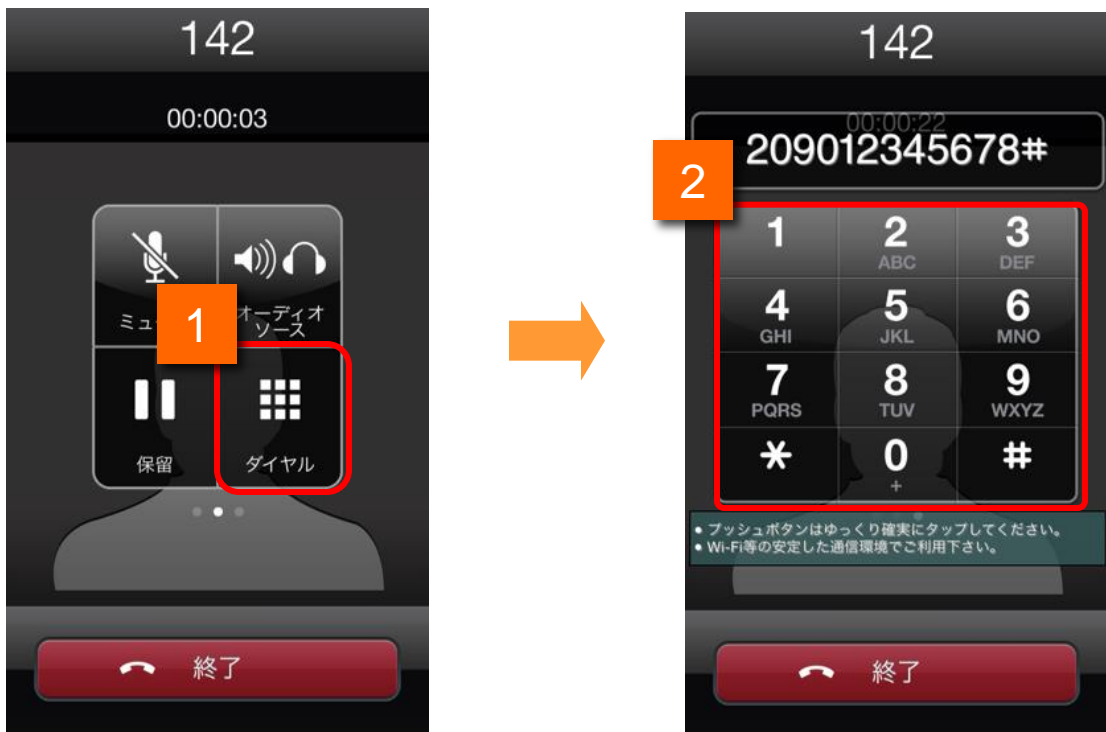 142
00:00:03
1
オーディオ
ソース
保留
ダイヤル
終了
142
00:00:22
209012345678#
2
1
2
3
ABC
DEF
4
5
6
GHI
JKL
MNO
7
8
9
PQRS
TUV
WXYZ
*
0
#
+
● プッシュボタンはゆっくり確実にタップしてください。
● Wi-Fi等の安定した通信環境でご利用下さい。
終了